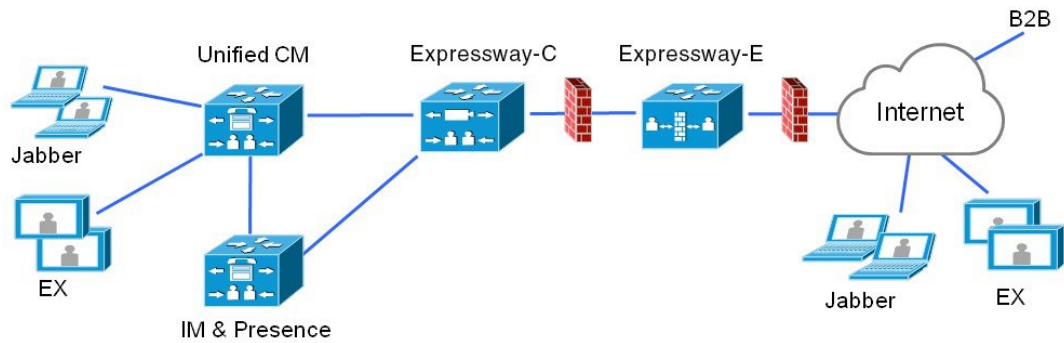 B2B
Unified CM
Expressway-C
Expressway-E
Internet
Jabber
EX
IM & Presence
Jabber
EX